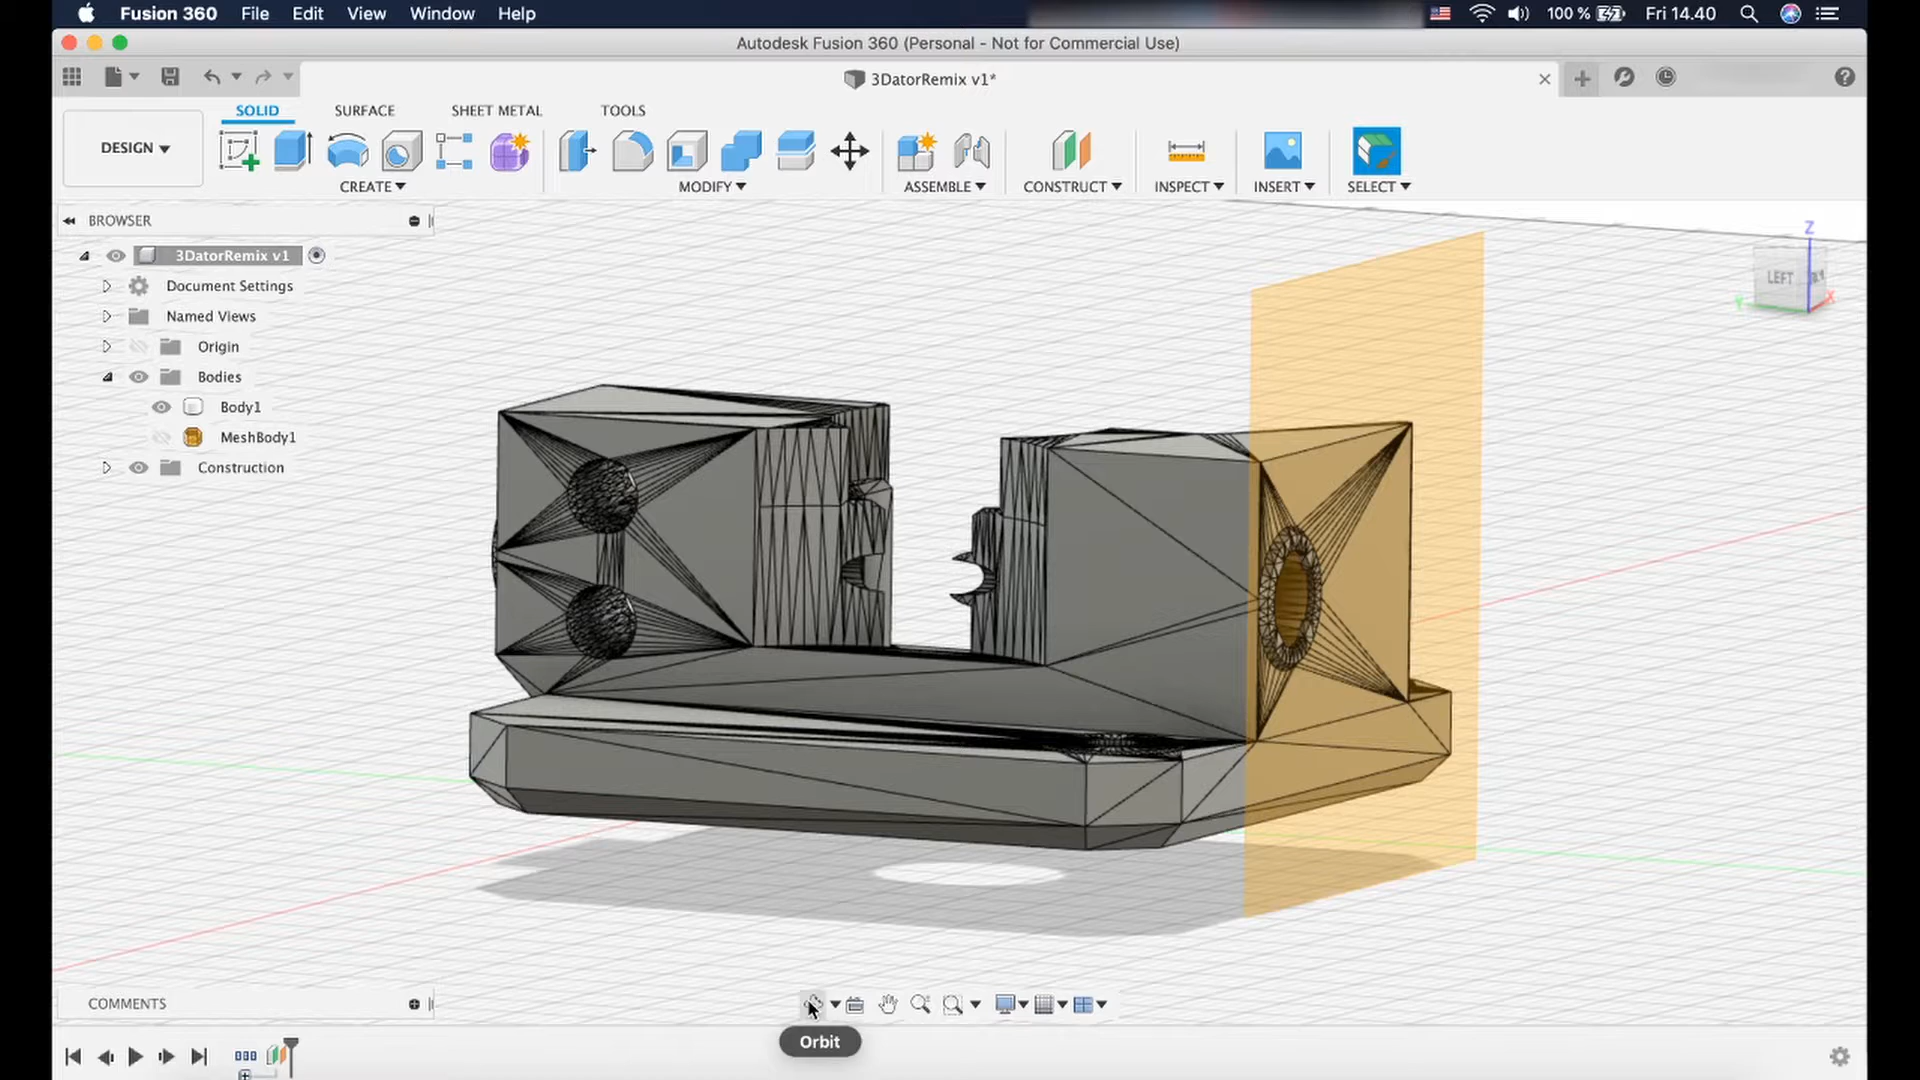 Fusion 360 File Edit View Window Help 100 % Fri 14.40
Autodesk Fusion 360 (Personal - Not for Commercial Use)
3DatorRemix v1*
SOLID SURFACE SHEET METAL TOOLS
DESIGN
CREATE MODIFY ASSEMBLE CONSTRUCT INSPECT INSERT SELECT
BROWSER
3DatorRemix v1
Document Settings
Named Views
Origin
Bodies
Body1
MeshBody1
Construction
Z
LEFT
Y
X
COMMENTS
Orbit